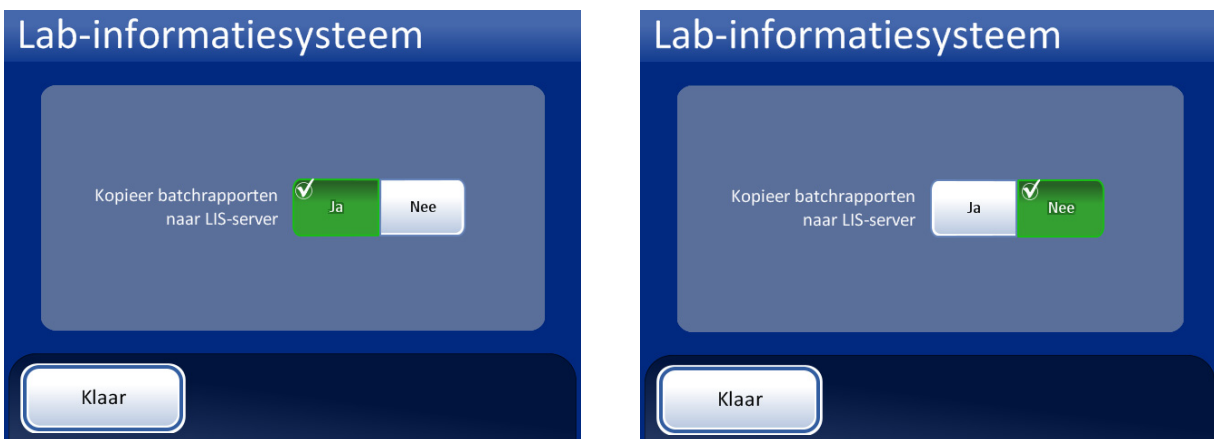 Lab-informatiesysteem
Kopieer batchrapporten
naar LIS-server
Ja
Nee
Klaar
Lab-informatiesysteem
Kopieer batchrapporten
naar LIS-server
Ja
Nee
Klaar